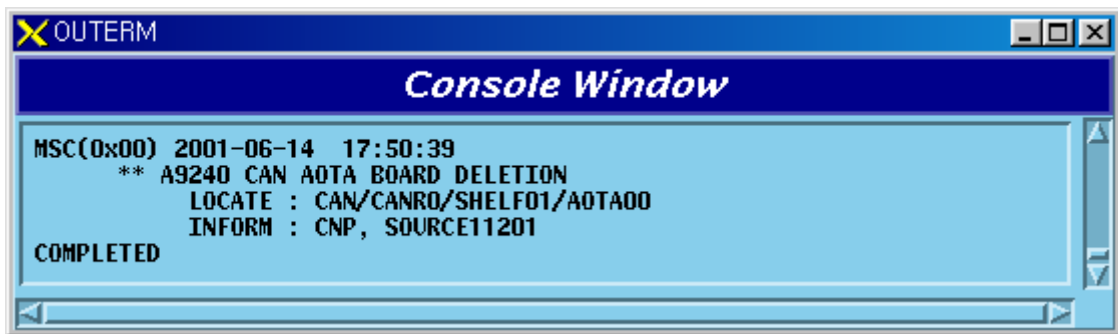 OUTERM
Console Window
MSC(0x00) 2001-06-14 17:50:39
** A9240 CAN AOTA BOARD DELETION
LOCATE : CAN/CANRO/SHELF01/AOTA00
INFORM : CNP, SOURCE11201
COMPLETED